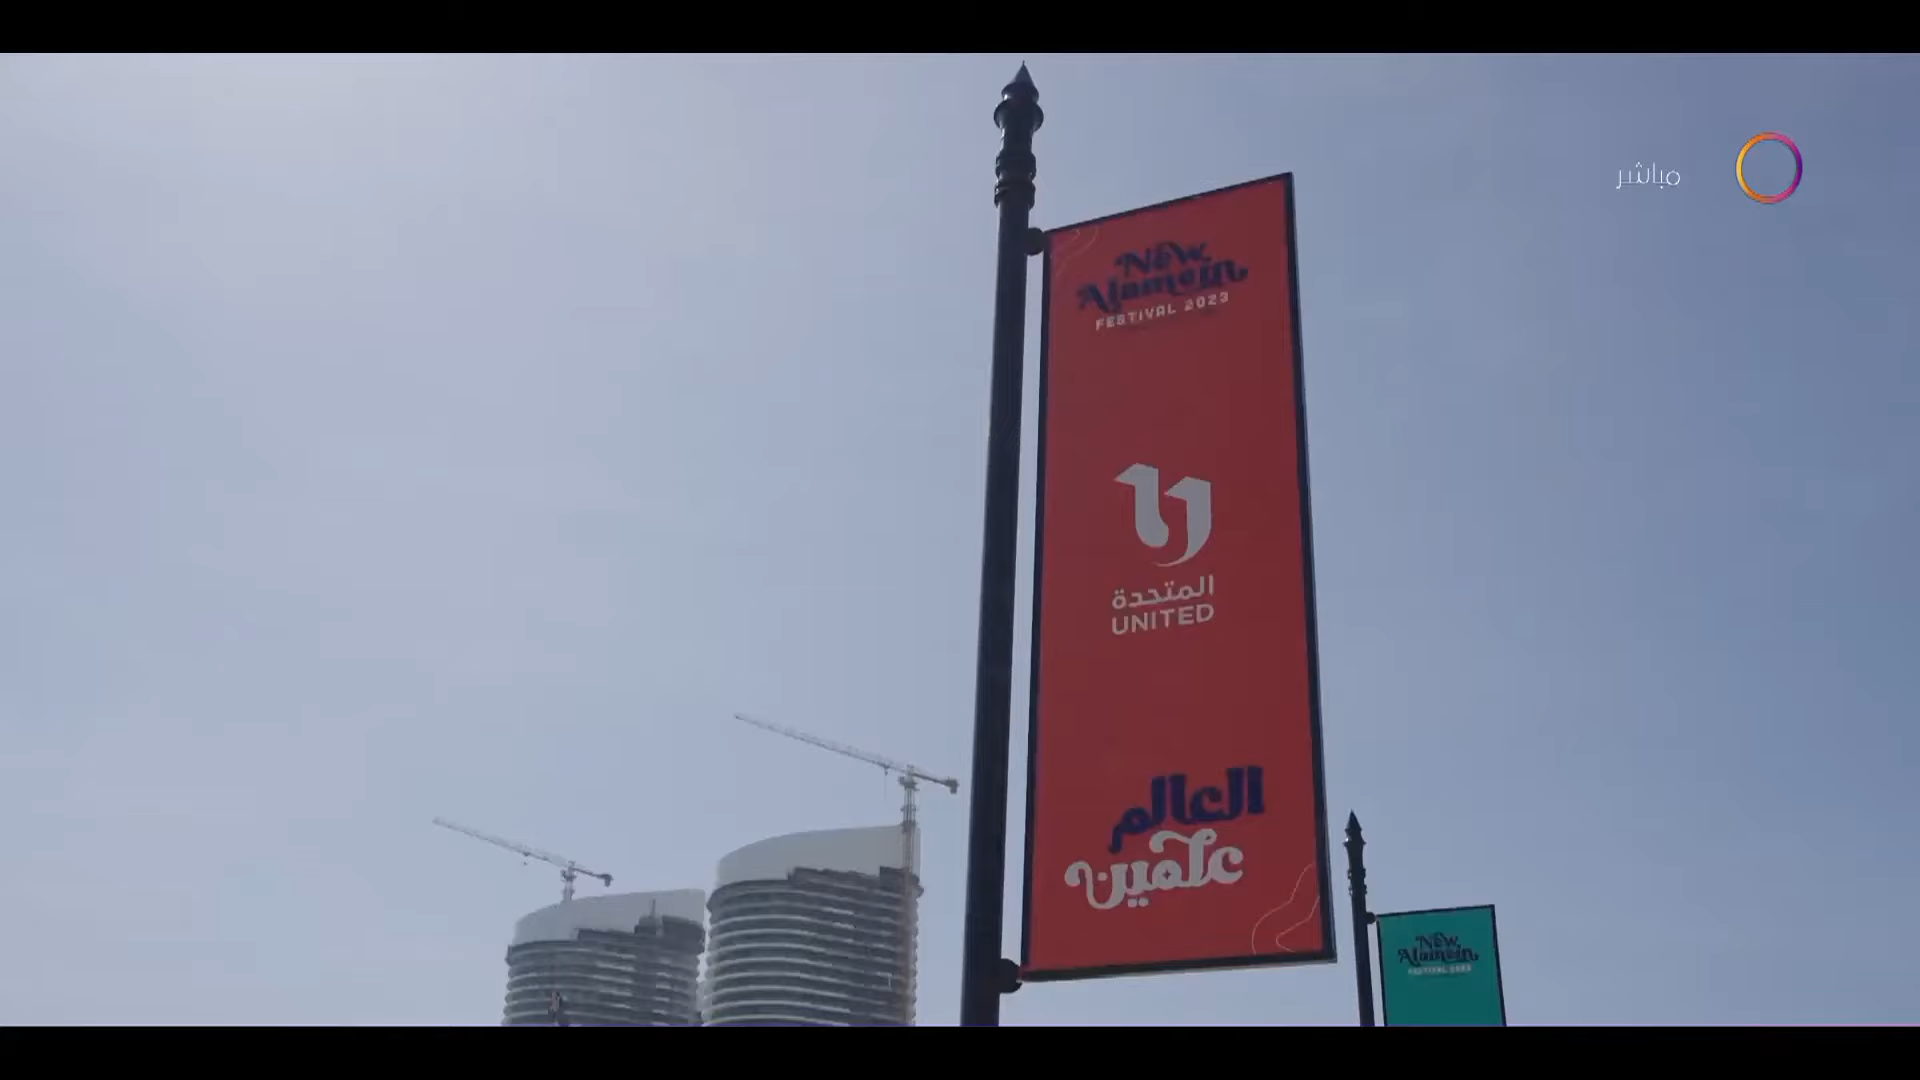 مباشر
New
Alamein
FESTIVAL 2023
المتحدة
UNITED
العالم
علمين
New
Alamein
FESTIVAL 2023